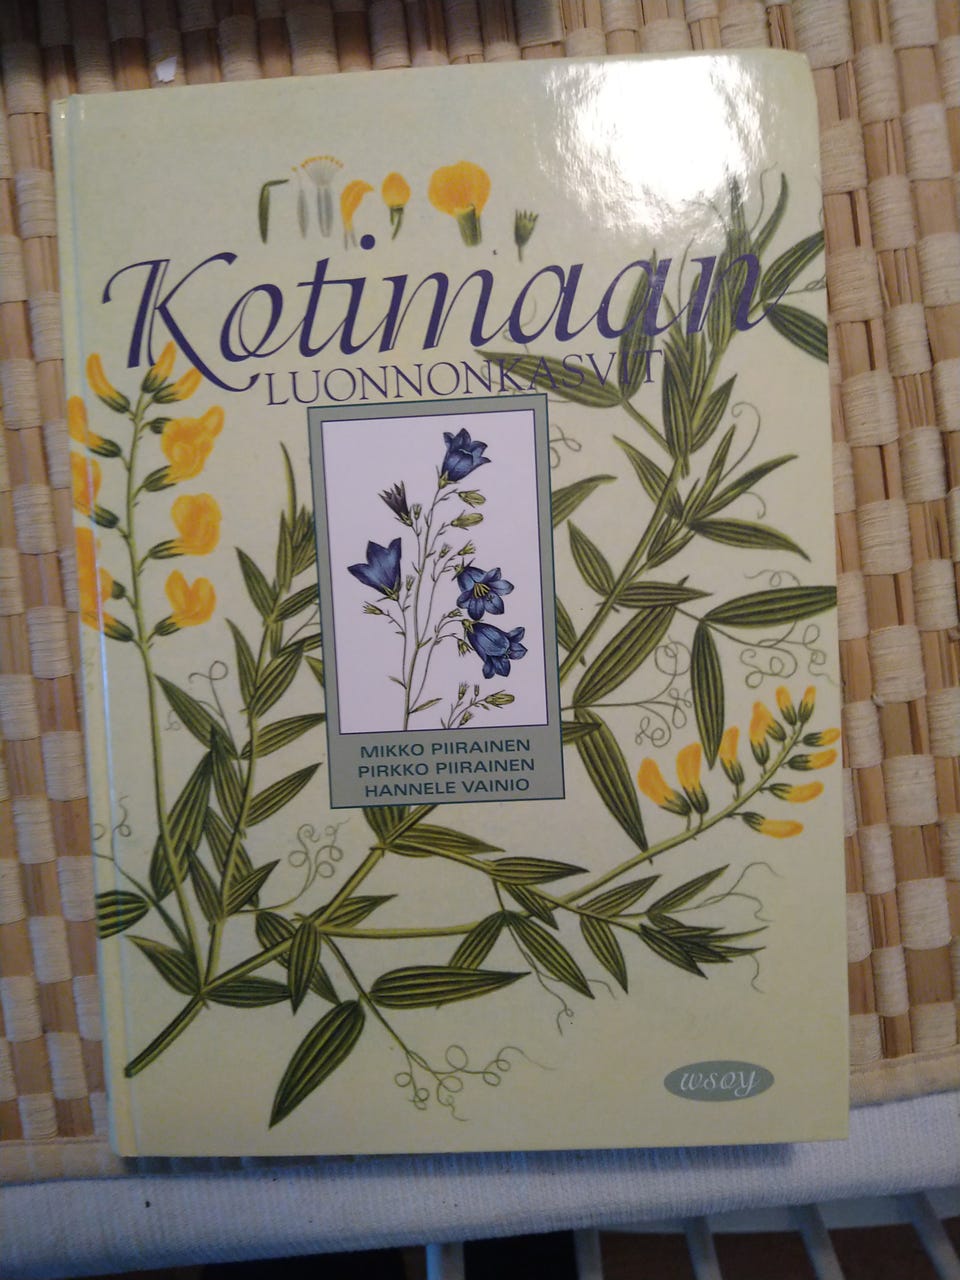 Kotimaan
LUONNONKASVIT
MIKKO PIIRAINEN
PIRKKO PIIRAINEN
HANNELE VAINIO
wsoy